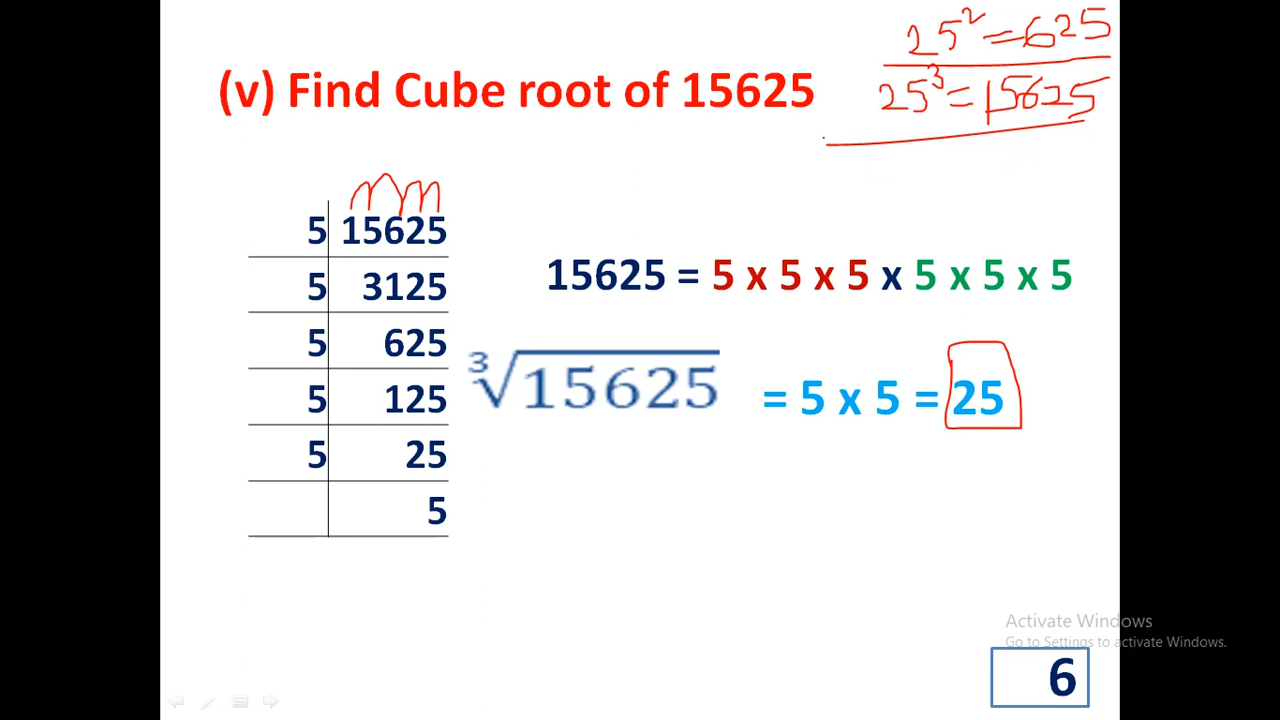 25² = 625
(v) Find Cube root of 15625
25³ = 15625
5 15625
5 3125
15625 = 5 x 5 x 5 x 5 x 5 x 5
5 625
5 125
∛15625 = 5 x 5 = 25
5 25
5
Activate Windows
Go to Settings to activate Windows.
6